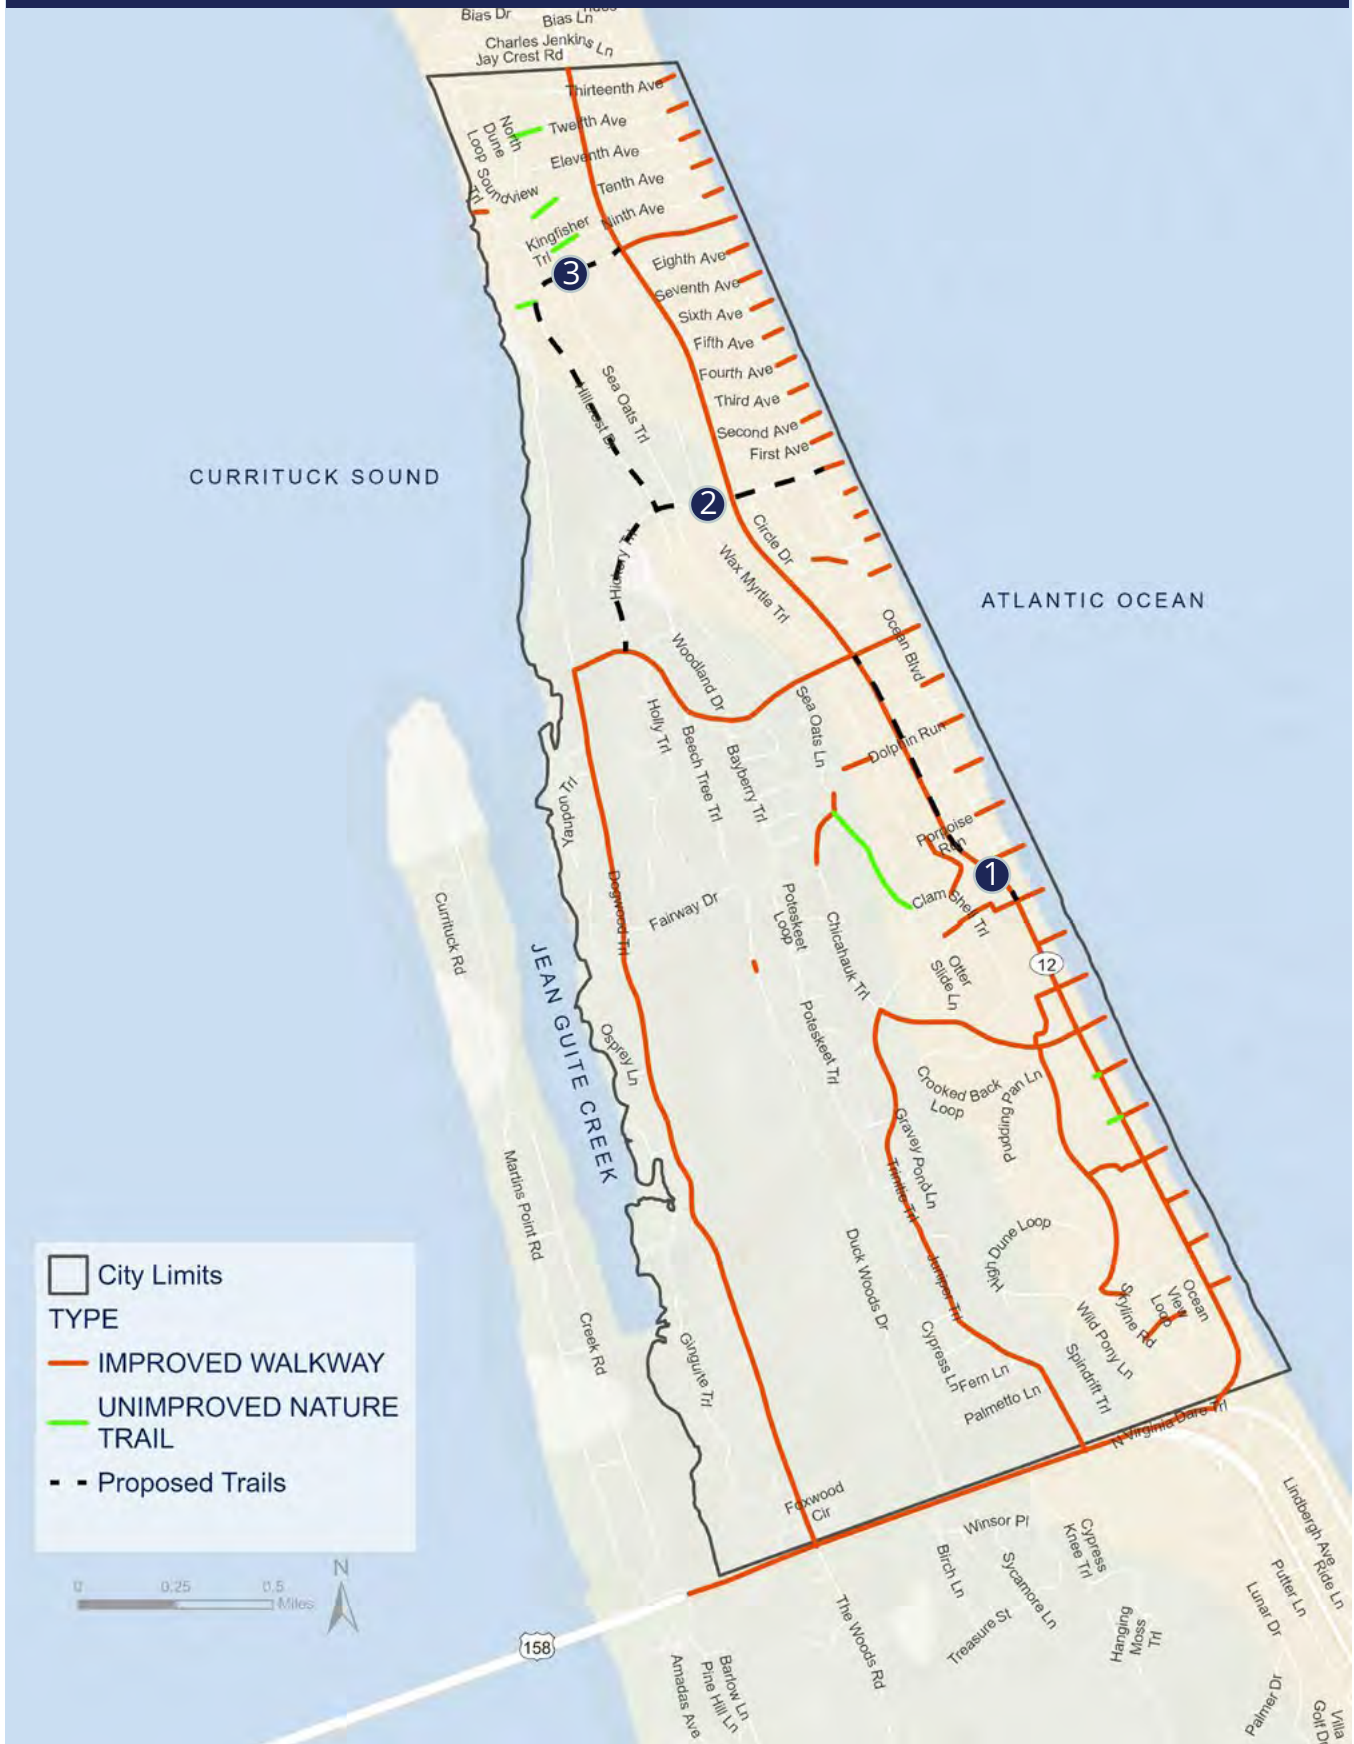 Bias Dr
Bias Ln
Charles Jenkins Ln
Jay Crest Rd
Thirteenth Ave
Twelfth Ave
North
Dune
Loop
Eleventh Ave
Soundview
Trl
Tenth Ave
Ninth Ave
Kingfisher
Trl
3
Eighth Ave
Seventh Ave
Sixth Ave
Fifth Ave
Fourth Ave
Third Ave
Second Ave
First Ave
Sea Oats Trl
Hillcrest Dr
CURRITUCK SOUND
2
Circle Dr
Wax Myrtle Trl
Hickory Trl
ATLANTIC OCEAN
Ocean Blvd
Woodland Dr
Sea Oats Ln
Holly Trl
Beech Tree Trl
Bayberry Trl
Dolphin Run
Yaupon Trl
Porpoise
Run
1
Dogwood Trl
Fairway Dr
Poteskeet
Loop
Clam Shell Trl
Chicahauk Trl
Currituck Rd
JEAN GUITE CREEK
Otter
Slide Ln
12
Osprey Ln
Poteskeet Trl
Crooked Back
Loop
Pudding Pan Ln
Gravey Pond Ln
Trinitie Trl
Martins Point Rd
Duck Woods Dr
High Dune Loop
Juniper Trl
Skyline Rd
Ocean
View
Loop
Wild Pony Ln
Creek Rd
Ginguite Trl
Cypress Ln
Fern Ln
Spindrift Trl
Palmetto Ln
N Virginia Dare Trl
City Limits
TYPE
IMPROVED WALKWAY
UNIMPROVED NATURE
TRAIL
Proposed Trails
0
0.25
0.5
Miles
N
Foxwood
Cir
Winsor Pl
Cypress
Knee Trl
Birch Ln
Sycamore Ln
Treasure St
The Woods Rd
Hanging
Moss
Trl
Lindbergh Ave
Ride Ln
Putter Ln
Lunar Dr
Palmer Dr
Villa
Golf Dr
158
Barlow Ln
Pine Hill Ln
Amadas Ave